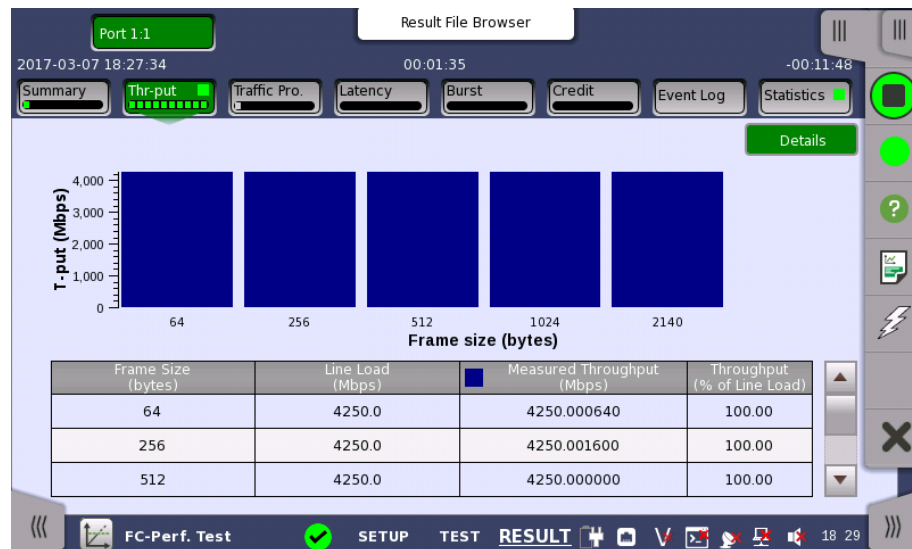 Port 1:1
Result File Browser
2017-03-07 18:27:34 00:01:35 -00:11:48
Summary Thr-put Traffic Pro. Latency Burst Credit Event Log Statistics
Details
T-put (Mbps)
4,000
3,000
2,000
1,000
0
64 256 512 1024 2140
Frame size (bytes)
Frame Size (bytes) Line Load (Mbps) Measured Throughput (Mbps) Throughput (% of Line Load)
64 4250.0 4250.000640 100.00
256 4250.0 4250.001600 100.00
512 4250.0 4250.000000 100.00
FC-Perf. Test SETUP TEST RESULT 18 29